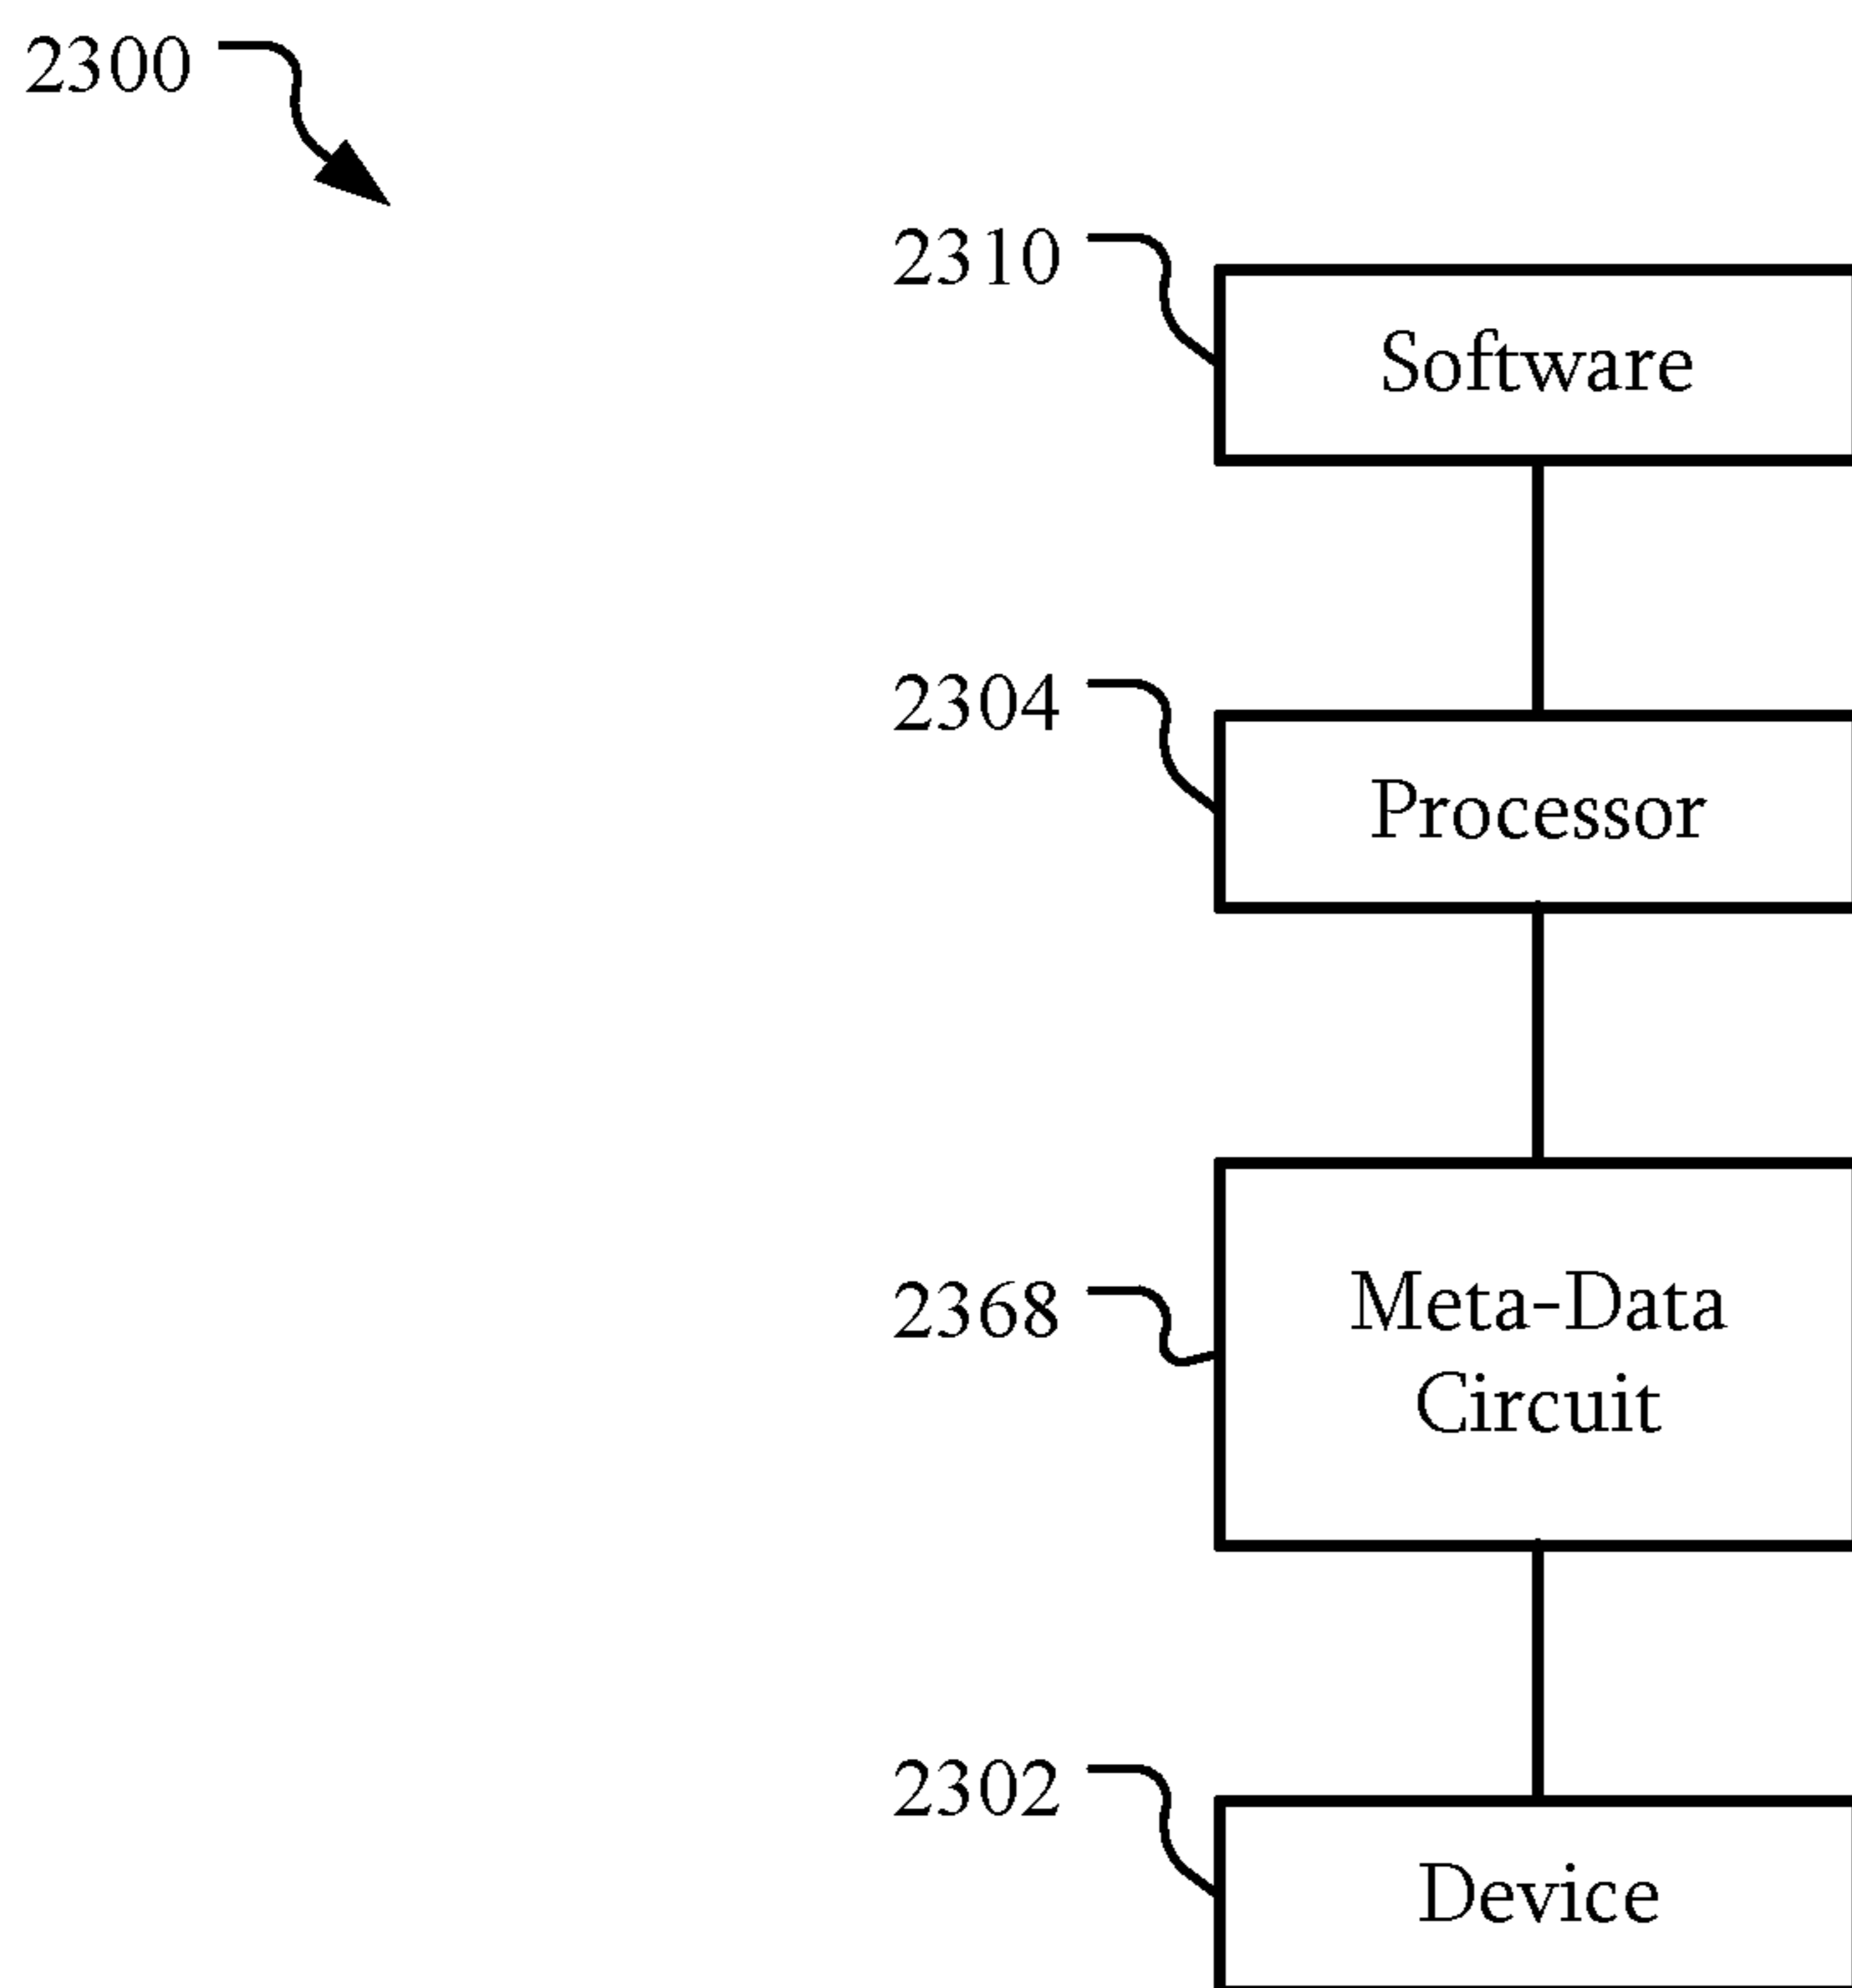 2300
2310
Software
2304
Processor
2368
Meta-Data
Circuit
2302
Device